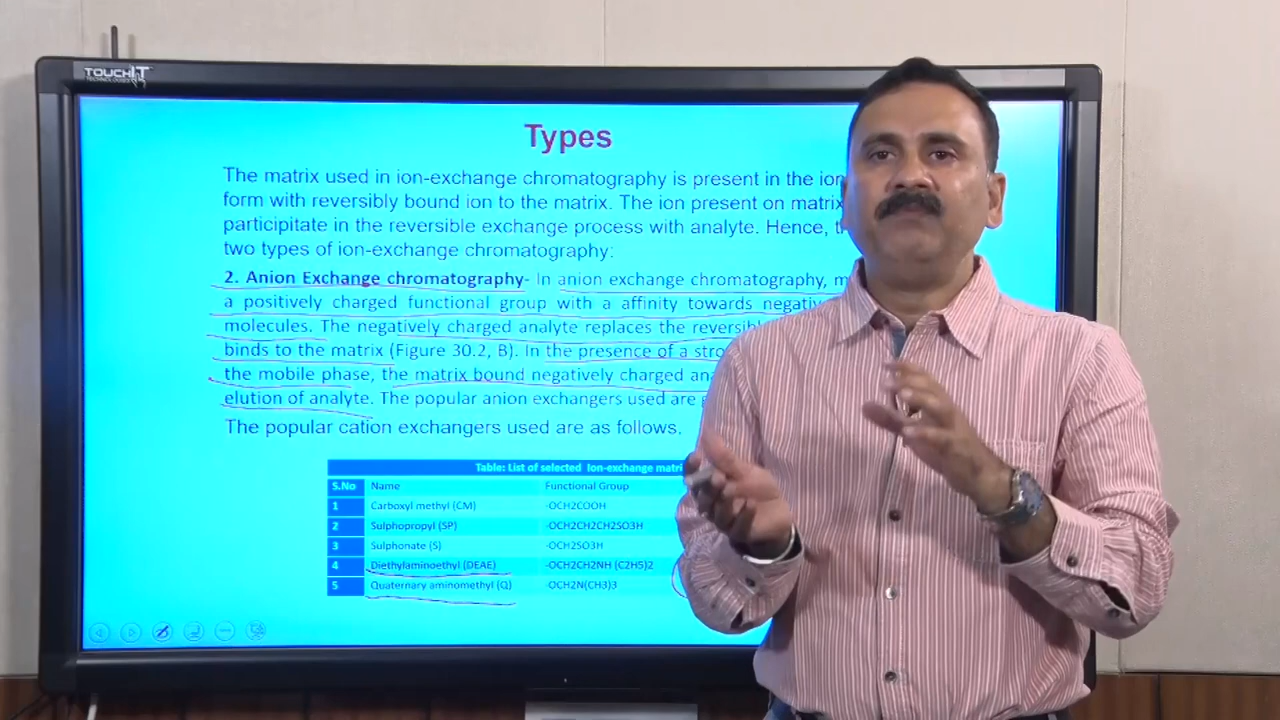 TOUCHIT
TECHNOLOGIES
Types
The matrix used in ion-exchange chromatography is present in the ion
form with reversibly bound ion to the matrix. The ion present on matrix
participitate in the reversible exchange process with analyte. Hence,
two types of ion-exchange chromatography:
2. Anion Exchange chromatography- In anion exchange chromatography,
a positively charged functional group with a affinity towards
molecules. The negatively charged analyte replaces the
binds to the matrix (Figure 30.2, B). In the presence of a
the mobile phase, the matrix bound negatively charged
elution of analyte. The popular anion exchangers used are
The popular cation exchangers used are as follows.
Table: List of selected Ion-exchange
S.No Name Functional Group
1 Carboxyl methyl (CM) -OCH2COOH
2 Sulphopropyl (SP) -OCH2CH2CH2SO3H
3 Sulphonate (S) -OCH2SO3H
4 Diethylaminoethyl (DEAE) -OCH2CH2NH (C2H5)2
5 Quaternary aminomethyl (Q) -OCH2N(CH3)3